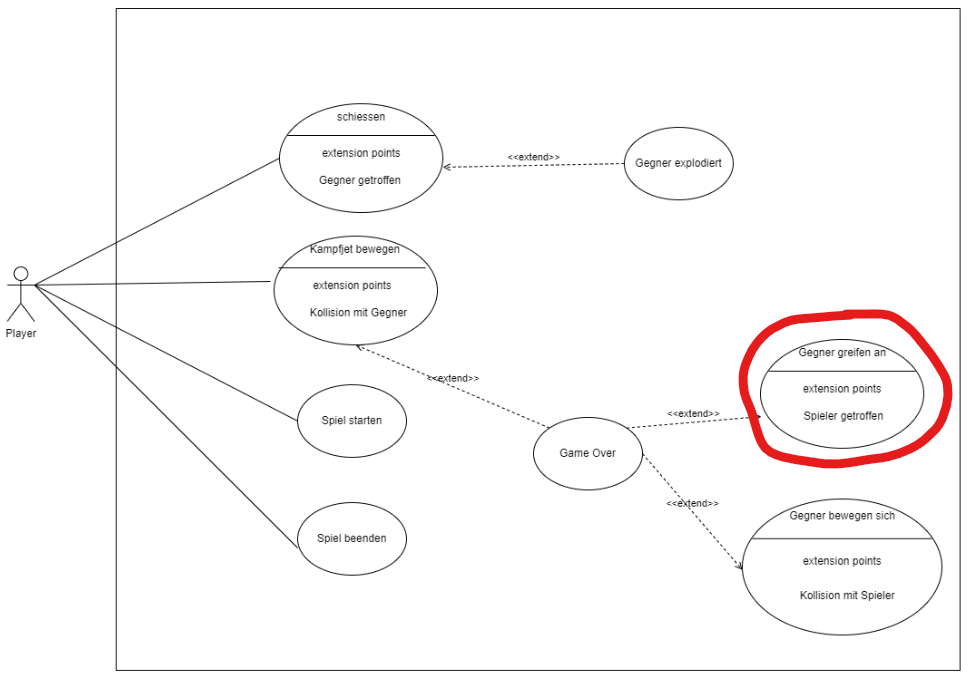 schiessen
extension points
Gegner getroffen
<<extend>>
Gegner explodiert
Kampfjet bewegen
extension points
Kollision mit Gegner
Player
<<extend>>
Spiel starten
Game Over
<<extend>>
Gegner greifen an
extension points
Spieler getroffen
Spiel beenden
<<extend>>
Gegner bewegen sich
extension points
Kollision mit Spieler